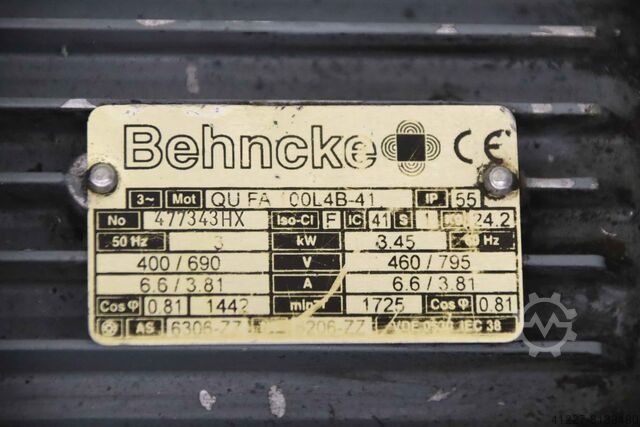 Behncke CE
3~ Mot QU FA 100L4B-41 IP 55
No 477343HX Iso-Cl F IC 41 S 1 KG 24.2
50 Hz 3 kW 3.45 60 Hz
400 / 690 V 460 / 795
6.6 / 3.81 A 6.6 / 3.81
Cos φ 0.81 1442 min⁻¹ 1725 Cos φ 0.81
AS 6306-ZZ 6206-ZZ VDE 0530 IEC 38
Machineseeker